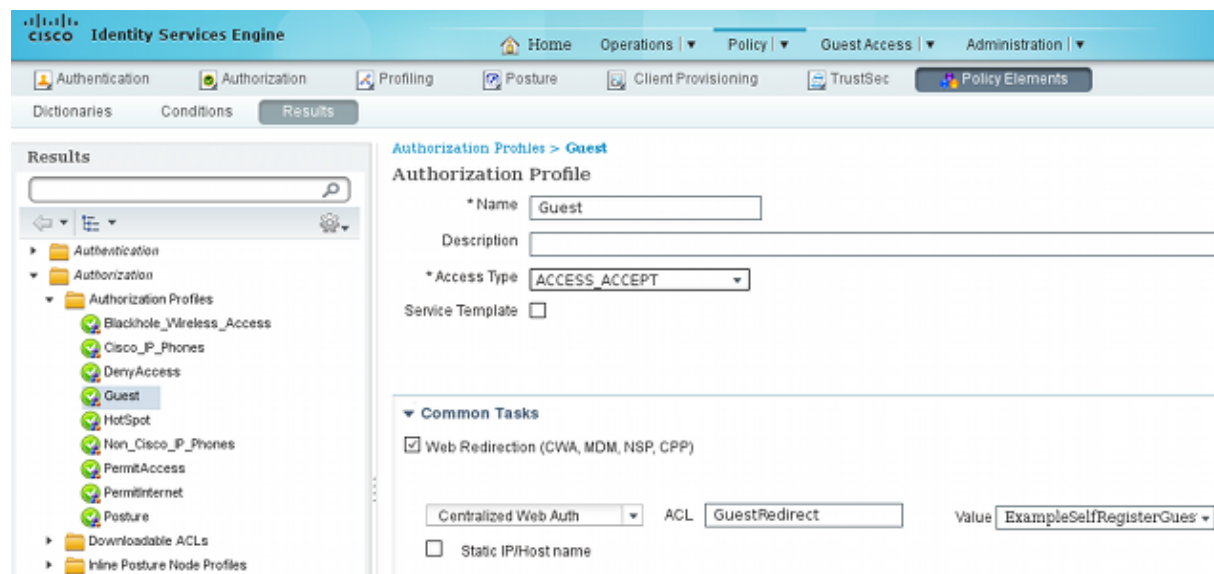 CISCO Identity Services Engine
Home Operations Policy Guest Access Administration
Authentication Authorization Profiling Posture Client Provisioning TrustSec Policy Elements
Dictionaries Conditions Results
Results
Authentication
Authorization
Authorization Profiles
Blackhole_Wireless_Access
Cisco_IP_Phones
DenyAccess
Guest
HotSpot
Non_Cisco_IP_Phones
PermitAccess
PermitInternet
Posture
Downloadable ACLs
Inline Posture Node Profiles
Authorization Profiles > Guest
Authorization Profile
* Name Guest
Description
* Access Type ACCESS_ACCEPT
Service Template
Common Tasks
Web Redirection (CWA, MDM, NSP, CPP)
Centralized Web Auth ACL GuestRedirect Value ExampleSelfRegisterGues
Static IP/Host name